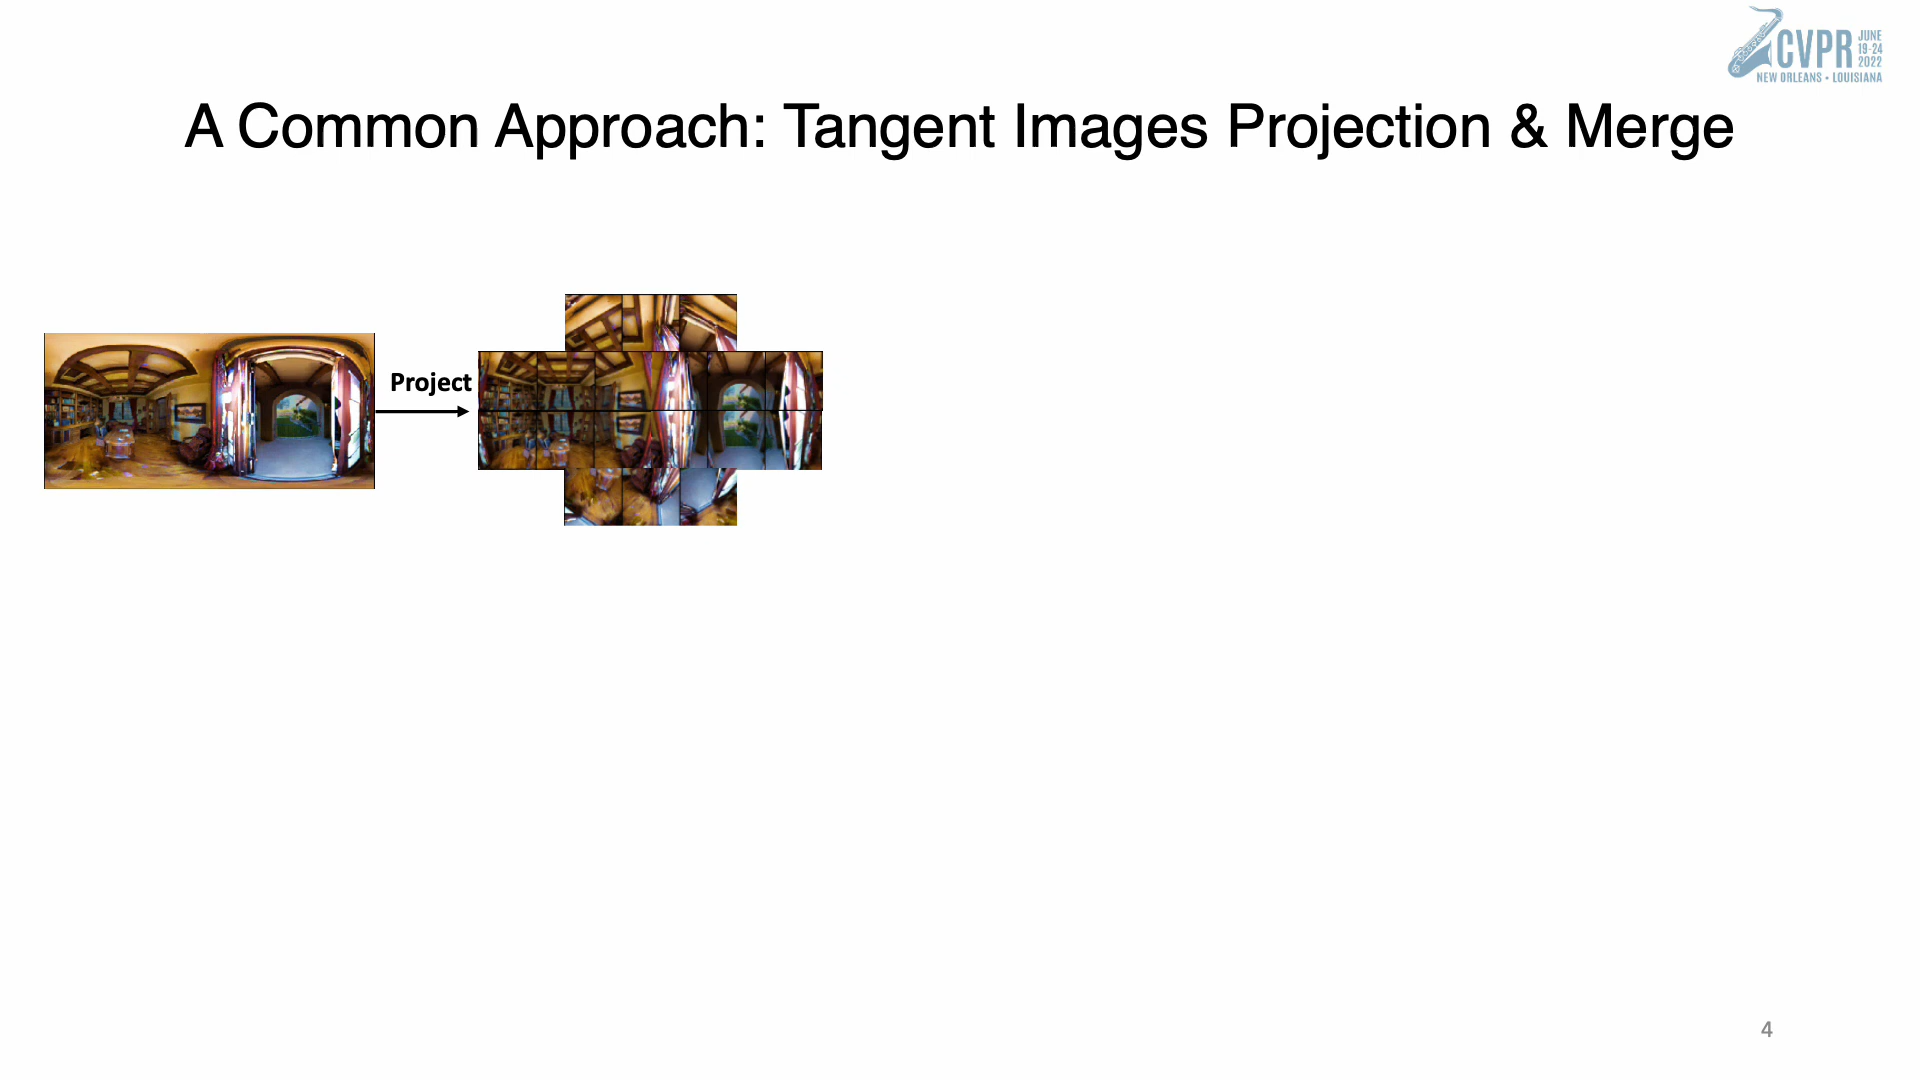 CVPR JUNE
19-24
2022
NEW ORLEANS • LOUISIANA
A Common Approach: Tangent Images Projection & Merge
Project
4